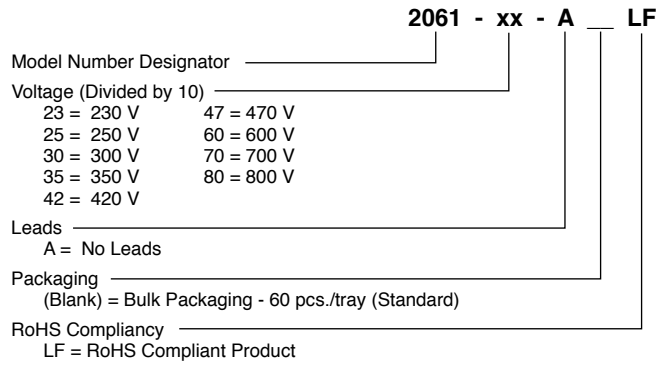 2061 - xx - A __ LF
Model Number Designator
Voltage (Divided by 10)
23 = 230 V 47 = 470 V
25 = 250 V 60 = 600 V
30 = 300 V 70 = 700 V
35 = 350 V 80 = 800 V
42 = 420 V
Leads
A = No Leads
Packaging
(Blank) = Bulk Packaging - 60 pcs./tray (Standard)
RoHS Compliancy
LF = RoHS Compliant Product